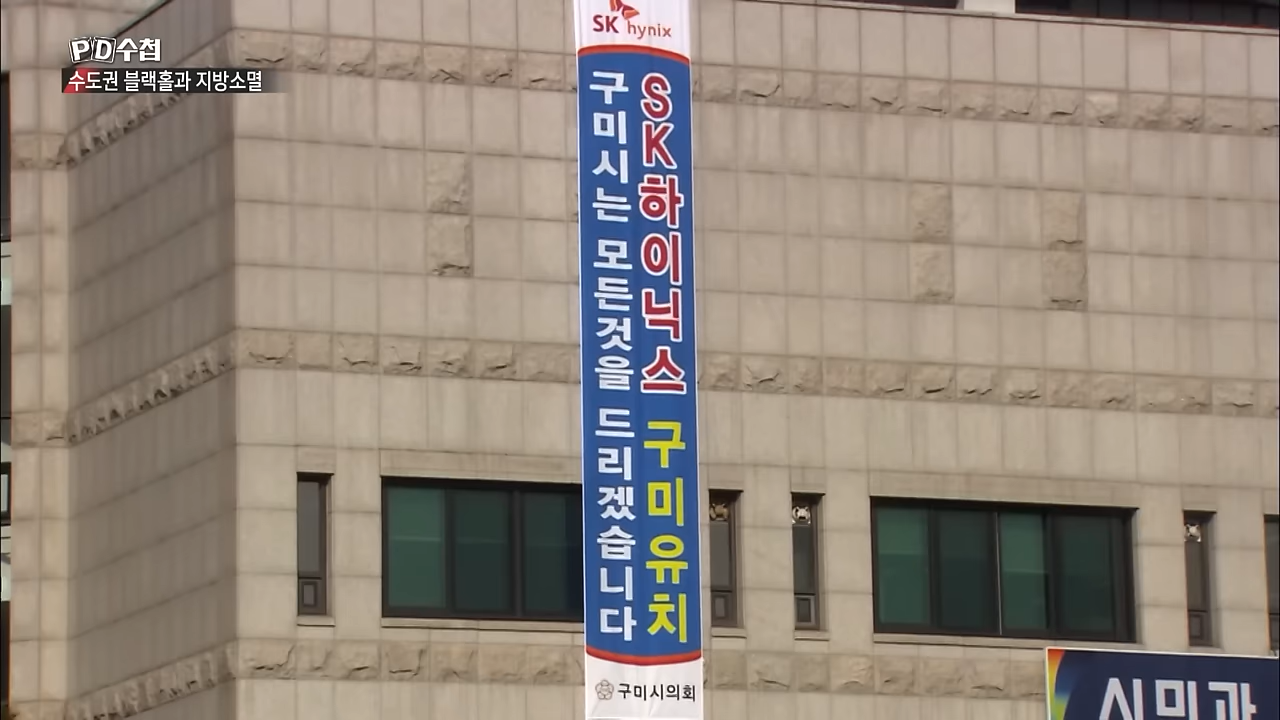 PD수첩
수도권 블랙홀과 지방소멸
SK hynix
SK하이닉스 구미유치
구미시는 모든것을 드리겠습니다
구미시의회
시민과